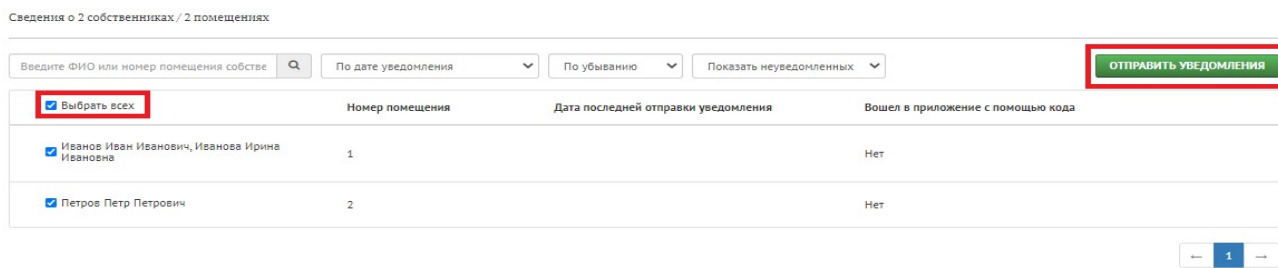 Сведения о 2 собственниках / 2 помещениях
Введите ФИО или номер помещения собстве
По дате уведомления
По убыванию
Показать неуведомленных
ОТПРАВИТЬ УВЕДОМЛЕНИЯ
Выбрать всех
Номер помещения
Дата последней отправки уведомления
Вошел в приложение с помощью кода
Иванов Иван Иванович, Иванова Ирина
Ивановна
1
Нет
Петров Петр Петрович
2
Нет
← 1 →